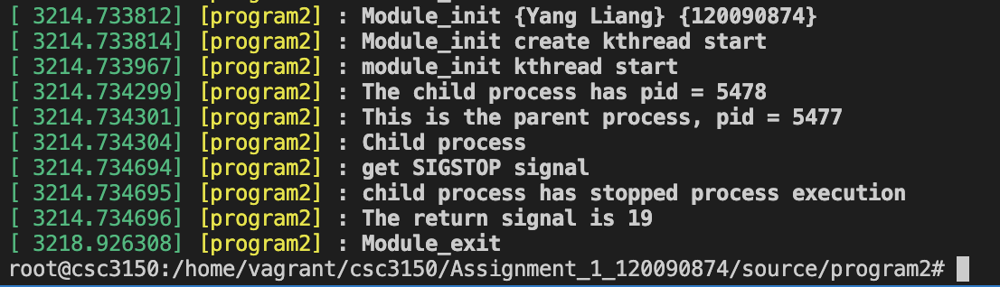 [ 3214.733812] [program2] : Module_init {Yang Liang} {120090874}
[ 3214.733814] [program2] : Module_init create kthread start
[ 3214.733967] [program2] : module_init kthread start
[ 3214.734299] [program2] : The child process has pid = 5478
[ 3214.734301] [program2] : This is the parent process, pid = 5477
[ 3214.734304] [program2] : Child process
[ 3214.734694] [program2] : get SIGSTOP signal
[ 3214.734695] [program2] : child process has stopped process execution
[ 3214.734696] [program2] : The return signal is 19
[ 3218.926308] [program2] : Module_exit
root@csc3150:/home/vagrant/csc3150/Assignment_1_120090874/source/program2#